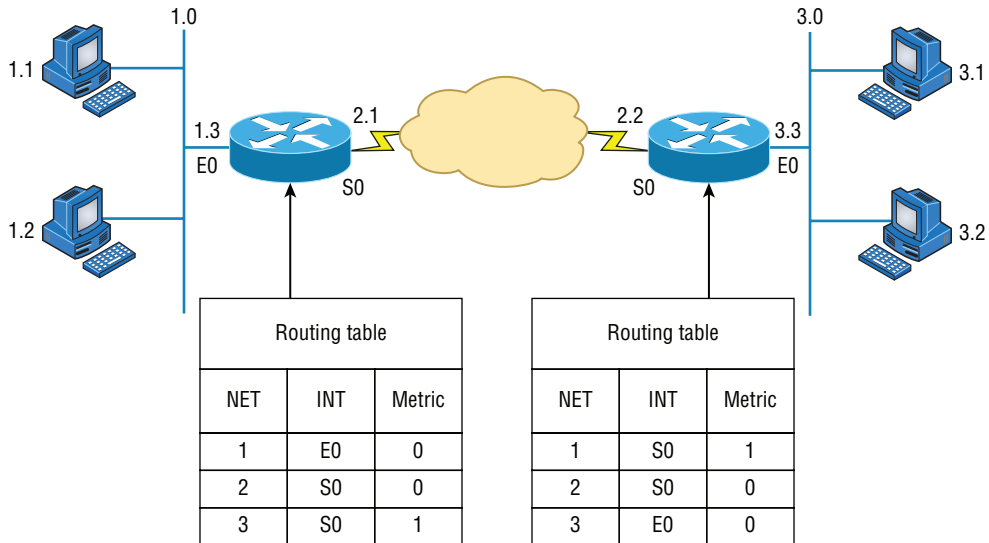 1.0
3.0
1.1
3.1
1.3
2.1
2.2
3.3
E0
S0
S0
E0
1.2
3.2
Routing table
NET INT Metric
1 E0 0
2 S0 0
3 S0 1
Routing table
NET INT Metric
1 S0 1
2 S0 0
3 E0 0